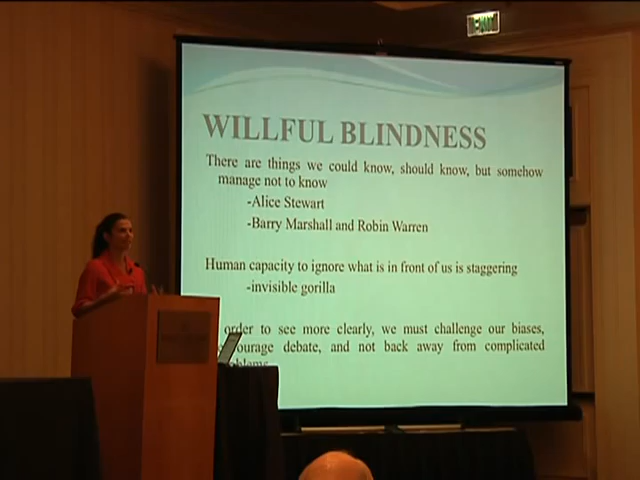 EXIT
WILLFUL BLINDNESS
There are things we could know, should know, but somehow
manage not to know
-Alice Stewart
-Barry Marshall and Robin Warren
Human capacity to ignore what is in front of us is staggering
-invisible gorilla
order to see more clearly, we must challenge our biases,
debate, and not back away from complicated